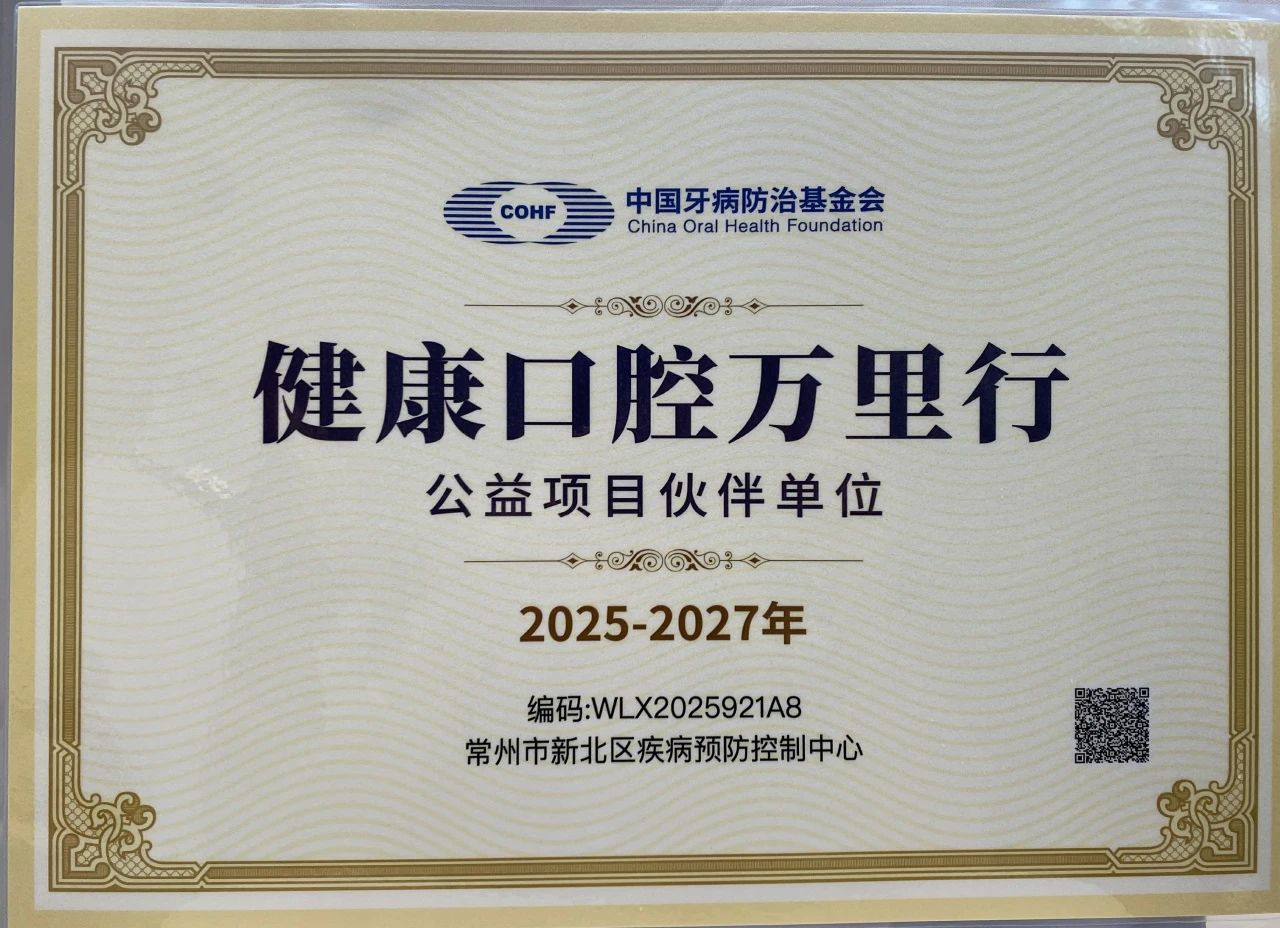 COHF
中国牙病防治基金会
China Oral Health Foundation
健康口腔万里行
公益项目伙伴单位
2025-2027年
编码:WLX2025921A8
常州市新北区疾病预防控制中心